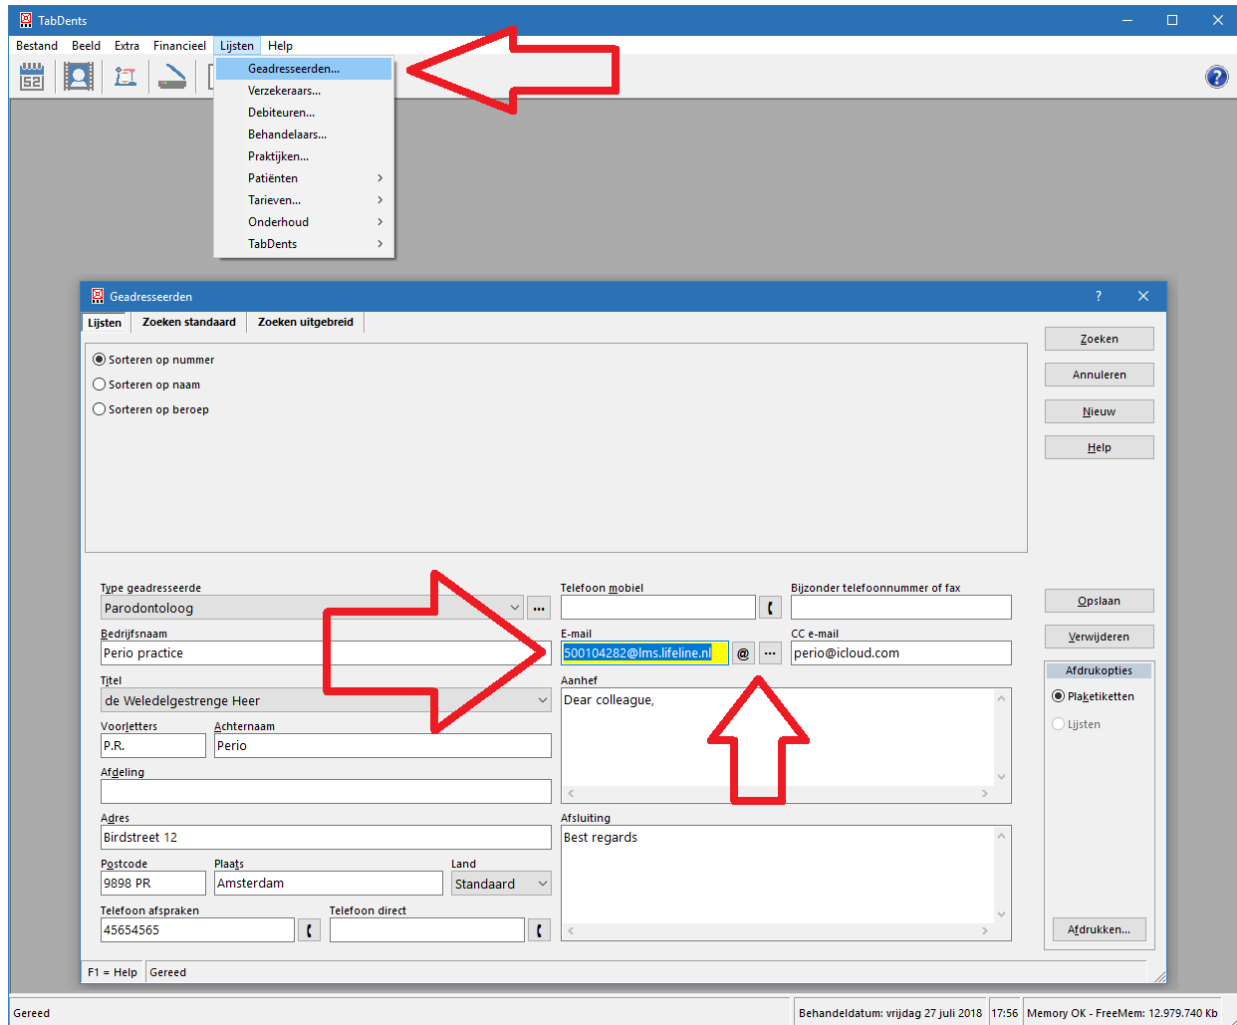 TabDents
Bestand Beeld Extra Financieel Lijsten Help
52
Geadresseerden...
Verzekeraars...
Debiteuren...
Behandelaars...
Praktijken...
Patiënten
Tarieven...
Onderhoud
TabDents
Geadresseerden
Lijsten Zoeken standaard Zoeken uitgebreid
Sorteren op nummer
Sorteren op naam
Sorteren op beroep
Zoeken
Annuleren
Nieuw
Help
Type geadresseerde Telefoon mobiel Bijzonder telefoonnummer of fax
Parodontoloog ...
Opslaan
Bedrijfsnaam E-mail CC e-mail
Perio practice 500104282@lms.lifeline.nl @ ... perio@icloud.com
Verwijderen
Titel Aanhef
de Weledelgestrenge Heer Dear colleague,
Afdrukopties
Plaketiketten
Lijsten
Voorletters Achternaam
P.R. Perio
Afdeling
Adres Afsluiting
Birdstreet 12 Best regards
Postcode Plaats Land
9898 PR Amsterdam Standaard
Telefoon afspraken Telefoon direct
45654565
Afdrukken...
F1 = Help Gereed
Gereed Behandeldatum: vrijdag 27 juli 2018 17:56 Memory OK - FreeMem: 12.979.740 Kb